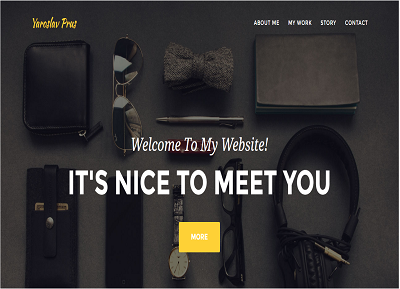 Yaroslav Prus
ABOUT ME MY WORK STORY CONTACT
Welcome To My Website!
IT'S NICE TO MEET YOU
MORE